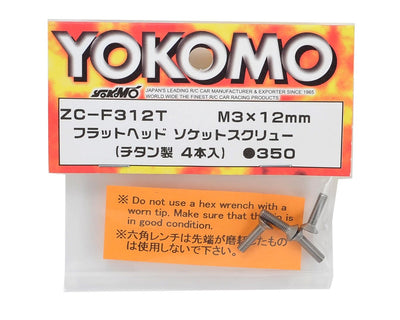 YOKOMO
YOKOMO JAPAN'S LEADING R/C CAR MANUFACTURER & EXPORTER SINCE 1965
WORLD WIDE THE FINEST R/C CAR RACING PRODUCTS.
ZC-F312T M3×12mm
フラットヘッド ソケットスクリュー
(チタン製 4本入) ●350
※ Do not use a hex wrench with a
worn tip. Make sure that the is
in good condition.
※六角レンチは先端が磨耗したもの
は使用しないで下さい。